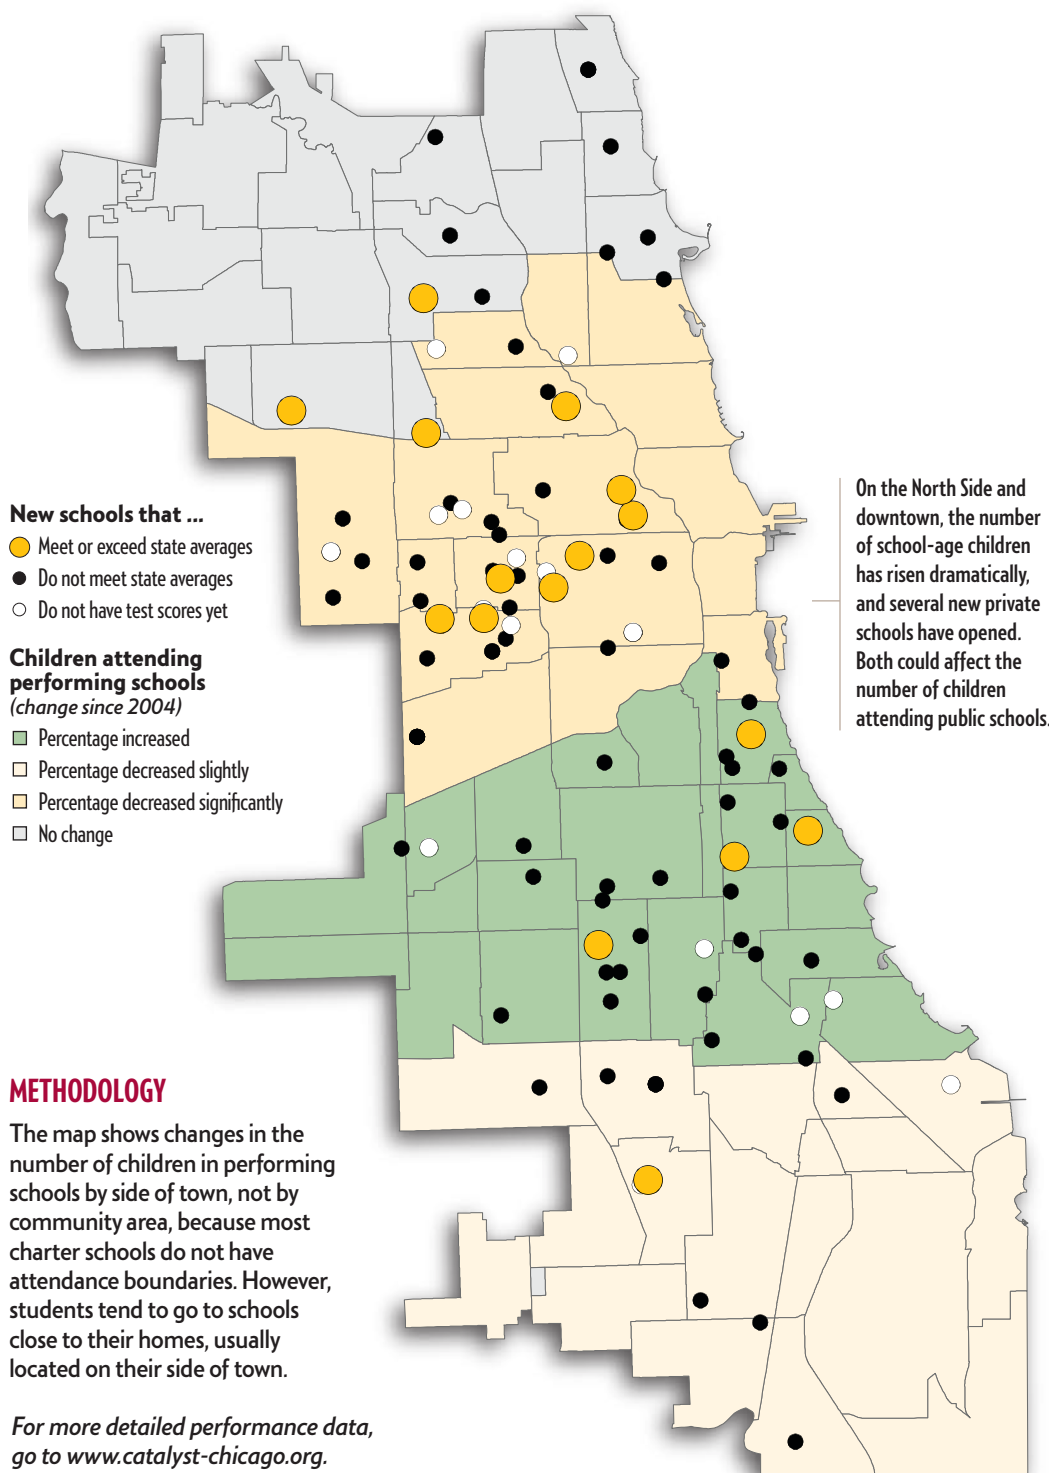 New schools that ...
Meet or exceed state averages
Do not meet state averages
Do not have test scores yet
Children attending
performing schools
(change since 2004)
Percentage increased
Percentage decreased slightly
Percentage decreased significantly
No change
On the North Side and
downtown, the number
of school-age children
has risen dramatically,
and several new private
schools have opened.
Both could affect the
number of children
attending public schools.
METHODOLOGY
The map shows changes in the
number of children in performing
schools by side of town, not by
community area, because most
charter schools do not have
attendance boundaries. However,
students tend to go to schools
close to their homes, usually
located on their side of town.
For more detailed performance data,
go to www.catalyst-chicago.org.